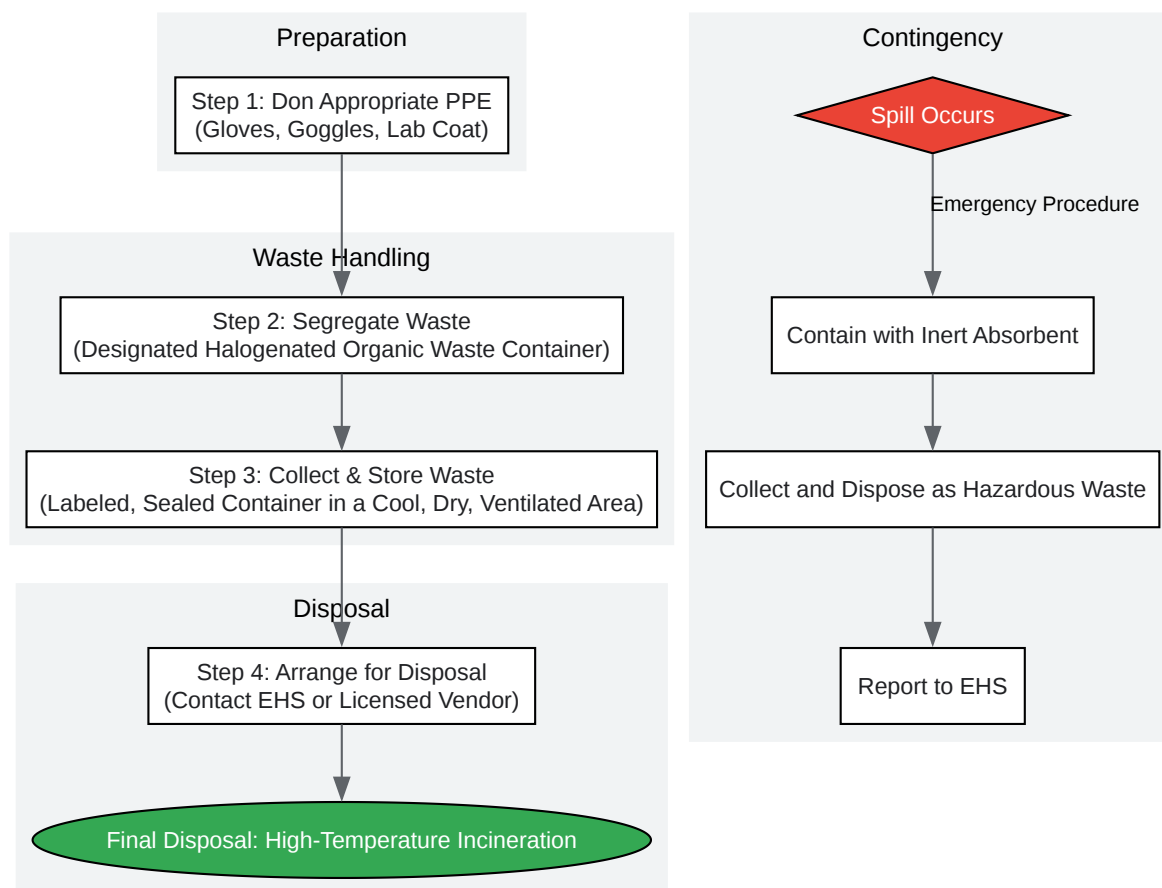 Preparation
Step 1: Don Appropriate PPE
(Gloves, Goggles, Lab Coat)
Waste Handling
Step 2: Segregate Waste
(Designated Halogenated Organic Waste Container)
Step 3: Collect & Store Waste
(Labeled, Sealed Container in a Cool, Dry, Ventilated Area)
Disposal
Step 4: Arrange for Disposal
(Contact EHS or Licensed Vendor)
Final Disposal: High-Temperature Incineration
Contingency
Spill Occurs
Emergency Procedure
Contain with Inert Absorbent
Collect and Dispose as Hazardous Waste
Report to EHS